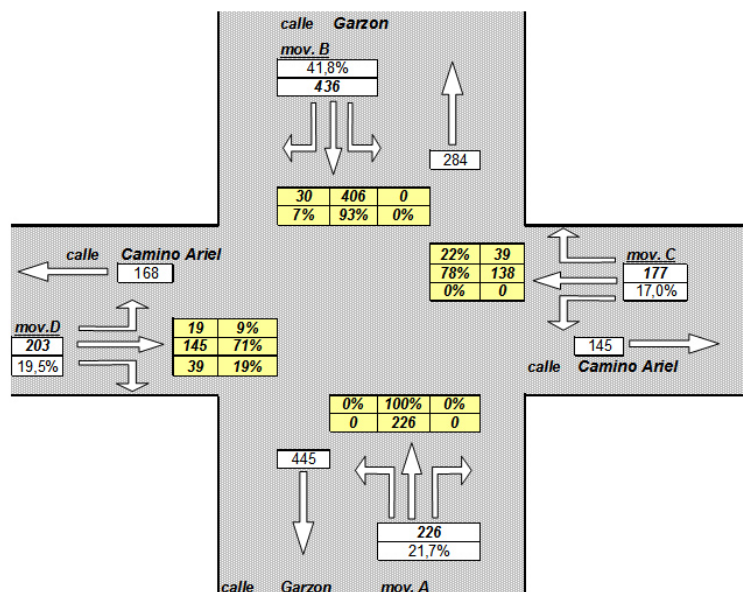 calle Garzon
mov. B
41,8%
436
284
30 406 0
7% 93% 0%
calle Camino Ariel
168
22% 39
78% 138
0% 0
mov. C
177
17,0%
mov.D
203
19,5%
19 9%
145 71%
39 19%
145
calle Camino Ariel
0% 100% 0%
0 226 0
445
226
21,7%
calle Garzon mov. A